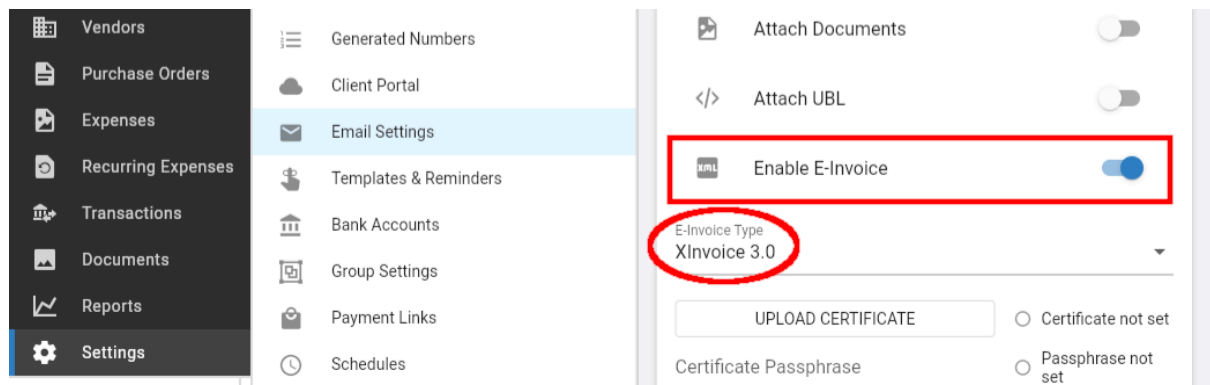 Vendors
Purchase Orders
Expenses
Recurring Expenses
Transactions
Documents
Reports
Settings
Generated Numbers
Client Portal
Email Settings
Templates & Reminders
Bank Accounts
Group Settings
Payment Links
Schedules
Attach Documents
</> Attach UBL
XML Enable E-Invoice
E-Invoice Type
XInvoice 3.0
UPLOAD CERTIFICATE
Certificate not set
Certificate Passphrase
Passphrase not
set